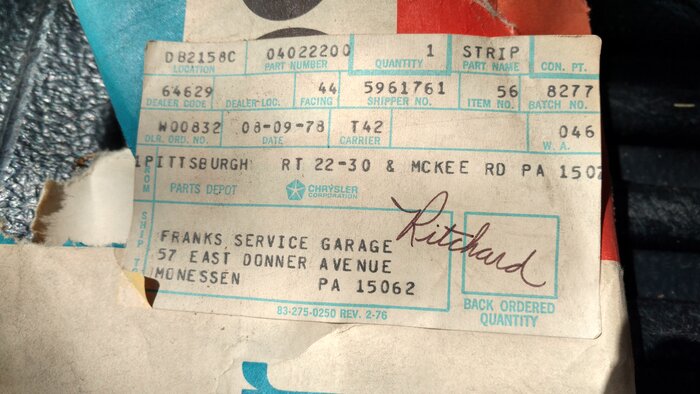 DB2158C 04022200 1 STRIP
LOCATION PART NUMBER QUANTITY PART NAME CON. PT.
64629 44 5961761 56 8277
DEALER CODE DEALER LOC. FACING SHIPPER NO. ITEM NO. BATCH NO.
W00832 08-09-78 T42 046
DLR. ORD. NO. DATE CARRIER W. A.
PITTSBURGH RT 22-30 & MCKEE RD PA
FROM PARTS DEPOT CHRYSLER
CORPORATION
SHIP
FRANKS SERVICE GARAGE Ritchard
57 EAST DONNER AVENUE
MONESSEN PA 15062
BACK ORDERED
QUANTITY
83-275-0250 REV. 2-76